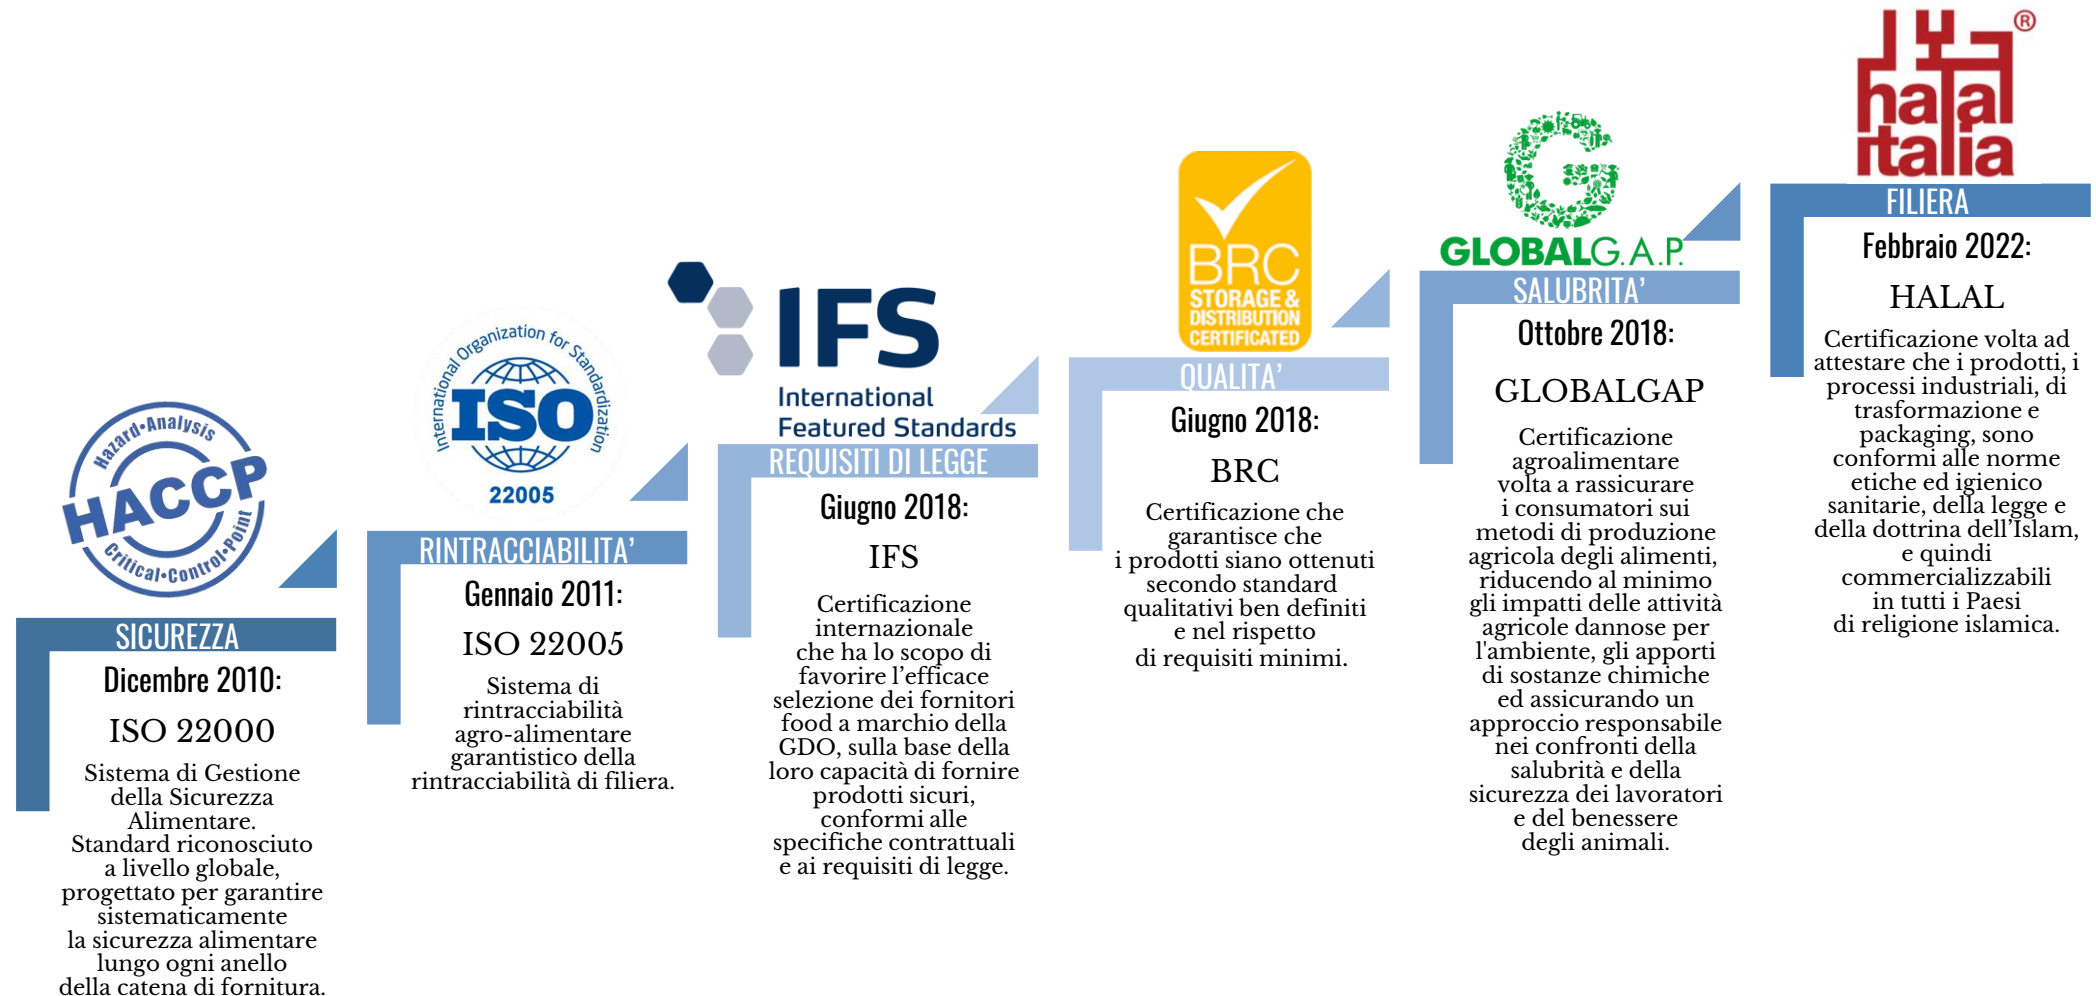 Hazard•Analysis
HACCP
Critical•Control•Point
SICUREZZA
Dicembre 2010:
ISO 22000
Sistema di Gestione
della Sicurezza
Alimentare.
Standard riconosciuto
a livello globale,
progettato per garantire
sistematicamente
la sicurezza alimentare
lungo ogni anello
della catena di fornitura.
International Organization for Standardization
ISO
22005
RINTRACCIABILITA’
Gennaio 2011:
ISO 22005
Sistema di
rintracciabilità
agro-alimentare
garantistico della
rintracciabilità di filiera.
IFS
International
Featured Standards
REQUISITI DI LEGGE
Giugno 2018:
IFS
Certificazione
internazionale
che ha lo scopo di
favorire l’efficace
selezione dei fornitori
food a marchio della
GDO, sulla base della
loro capacità di fornire
prodotti sicuri,
conformi alle
specifiche contrattuali
e ai requisiti di legge.
BRC
STORAGE &
DISTRIBUTION
CERTIFICATED
QUALITA’
Giugno 2018:
BRC
Certificazione che
garantisce che
i prodotti siano ottenuti
secondo standard
qualitativi ben definiti
e nel rispetto
di requisiti minimi.
G
GLOBALG.A.P.
SALUBRITA’
Ottobre 2018:
GLOBALGAP
Certificazione
agroalimentare
volta a rassicurare
i consumatori sui
metodi di produzione
agricola degli alimenti,
riducendo al minimo
gli impatti delle attività
agricole dannose per
l'ambiente, gli apporti
di sostanze chimiche
ed assicurando un
approccio responsabile
nei confronti della
salubrità e della
sicurezza dei lavoratori
e del benessere
degli animali.
®
halal
italia
FILIERA
Febbraio 2022:
HALAL
Certificazione volta ad
attestare che i prodotti, i
processi industriali, di
trasformazione e
packaging, sono
conformi alle norme
etiche ed igienico
sanitarie, della legge e
della dottrina dell’Islam,
e quindi
commercializzabili
in tutti i Paesi
di religione islamica.